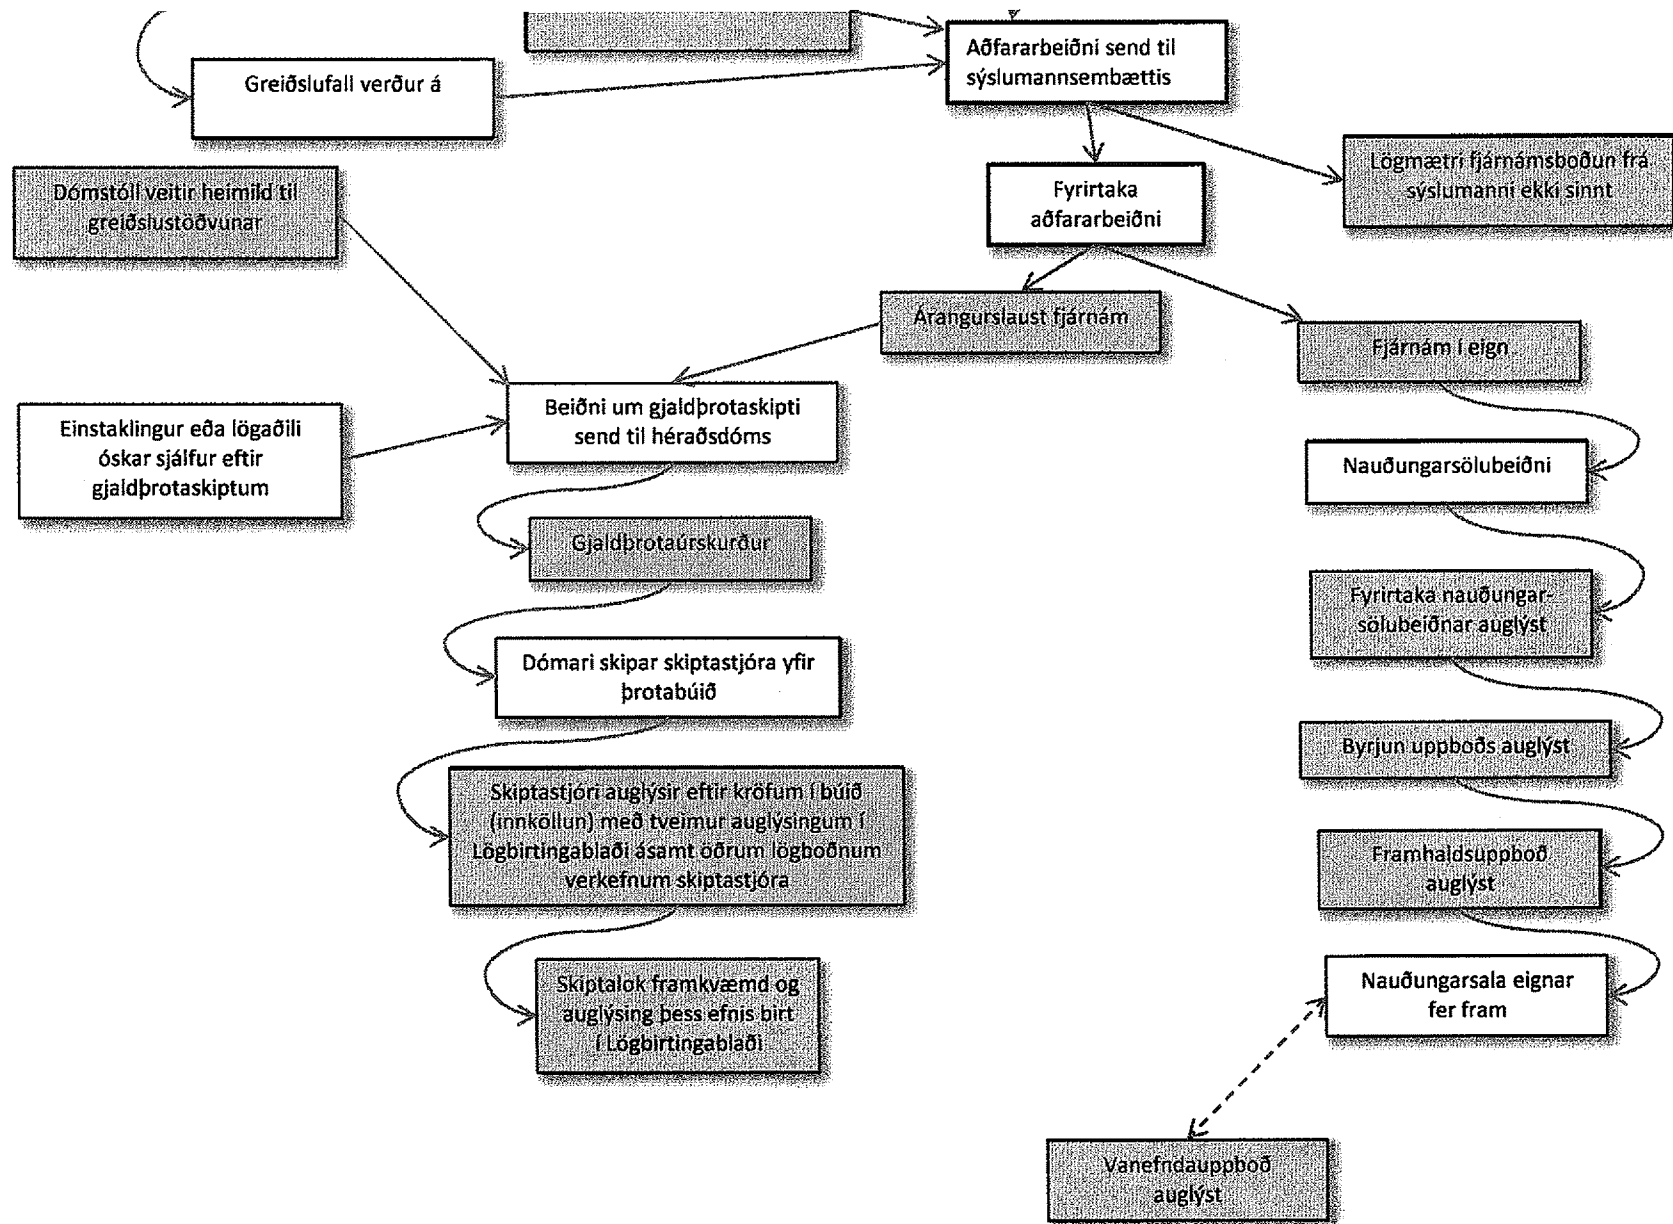 Aðfararbeiðni send til
sýslumannsembættis
Greiðslufall verður á
Lögmætri fjárnámsboðun frá
sýslumanni ekki sinnt
Dómstóll veitir heimild til
greiðslustöðvunar
Fyrirtaka
aðfararbeiðni
Árangurslaust fjárnám
Fjárnám í eign
Beiðni um gjaldþrotaskipti
send til héraðsdóms
Einstaklingur eða lögaðili
óskar sjálfur eftir
gjaldþrotaskiptum
Nauðungarsölubeiðni
Gjaldþrotaúrskurður
Fyrirtaka nauðungar-
sölubeiðnar auglýst
Dómari skipar skiptastjóra yfir
þrotabúið
Byrjun uppboðs auglýst
Skiptastjóri auglýsir eftir kröfum í búið
(innköllun) með tveimur auglýsingum í
Lögbirtingablaði ásamt öðrum lögboðnum
verkefnum skiptastjóra
Framhaldsuppboð
auglýst
Skiptalok framkvæmd og
auglýsing þess efnis birt
í Lögbirtingablaði
Nauðungarsala eignar
fer fram
Vanefndauppboð
auglýst